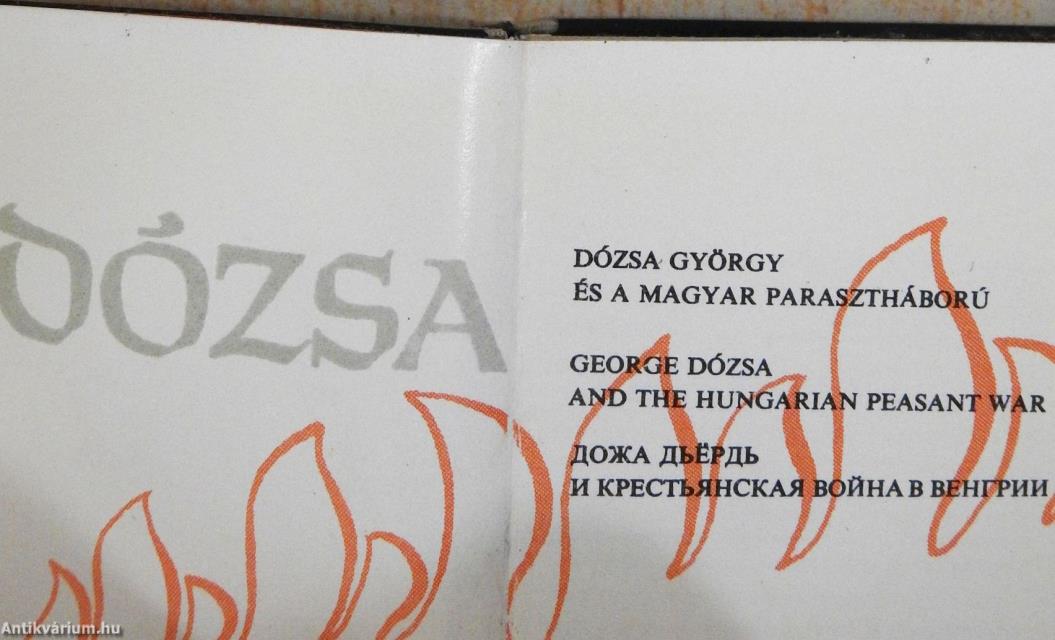 DÓZSA
DÓZSA GYÖRGY
ÉS A MAGYAR PARASZTHÁBORÚ
GEORGE DÓZSA
AND THE HUNGARIAN PEASANT WAR
ДОЖА ДЬЁРДЬ
И КРЕСТЬЯНСКАЯ ВОЙНА В ВЕНГРИИ
Antikvárium.hu